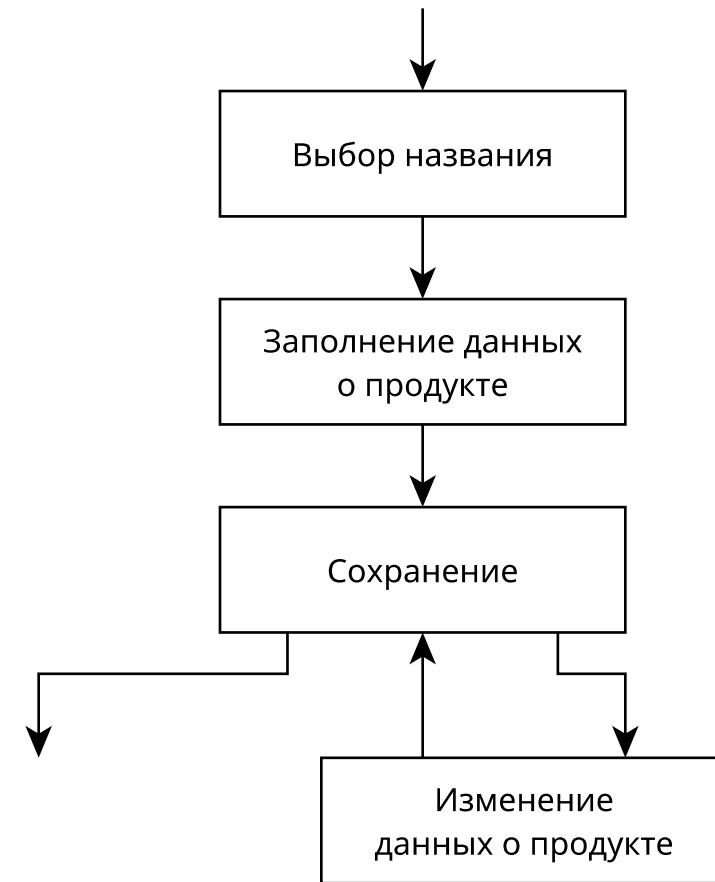 Выбор названия
Заполнение данных
о продукте
Сохранение
Изменение
данных о продукте